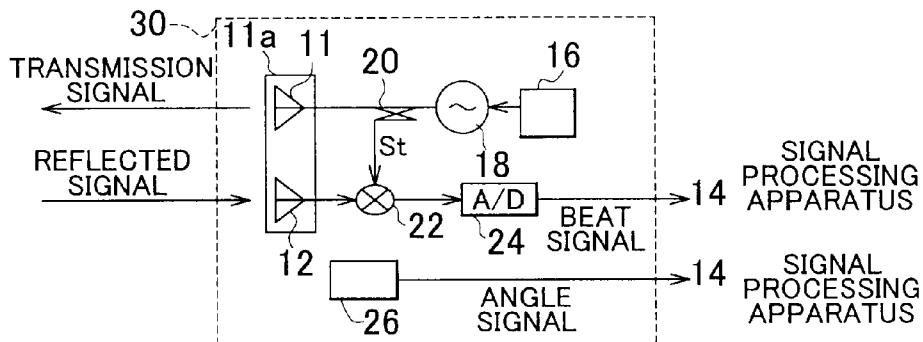 30
11a
11
20
16
TRANSMISSION
SIGNAL
St
18
REFLECTED
SIGNAL
A/D
14
SIGNAL
PROCESSING
APPARATUS
12
22
24
BEAT
SIGNAL
26
ANGLE
SIGNAL
14
SIGNAL
PROCESSING
APPARATUS